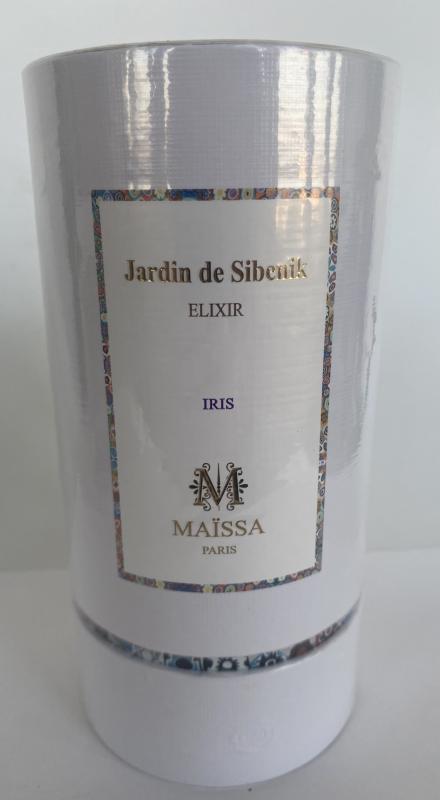 Jardin de Sibenik
ELIXIR
IRIS
M
MAÏSSA
PARIS